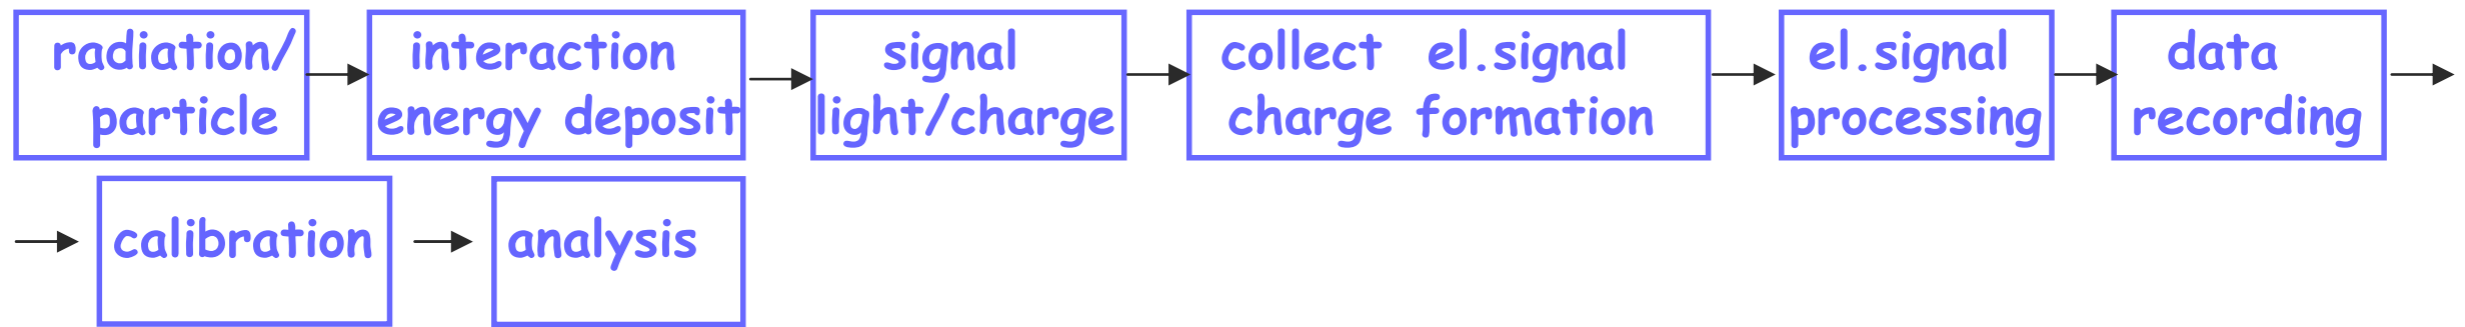 radiation/
particle
interaction
energy deposit
signal
light/charge
collect el.signal
charge formation
el.signal
processing
data
recording
calibration
analysis